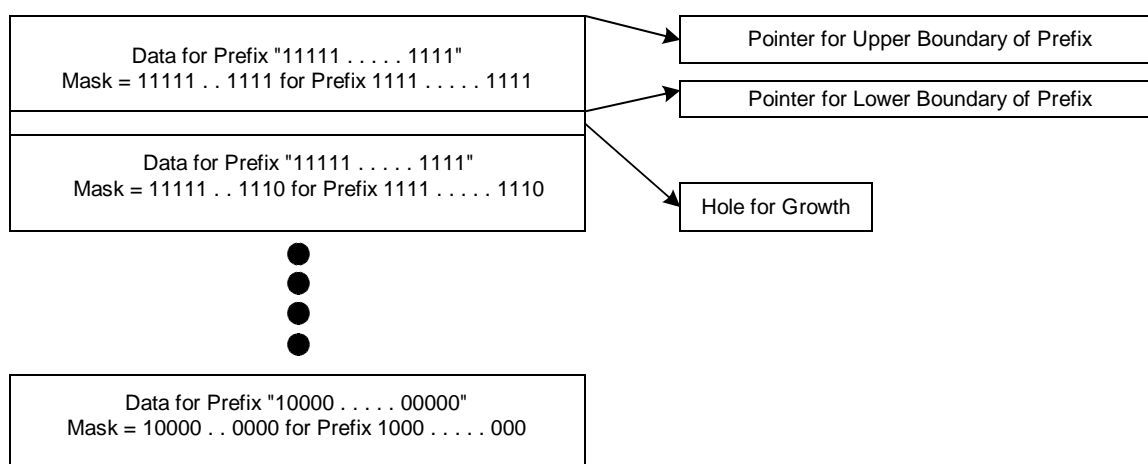 Data for Prefix "11111 . . . . . 1111"
Mask = 11111 . . 1111 for Prefix 1111 . . . . . 1111
Pointer for Upper Boundary of Prefix
Pointer for Lower Boundary of Prefix
Data for Prefix "11111 . . . . . 1111"
Mask = 11111 . . 1110 for Prefix 1111 . . . . . 1110
Hole for Growth
Data for Prefix "10000 . . . . . 00000"
Mask = 10000 . . 0000 for Prefix 1000 . . . . . 000